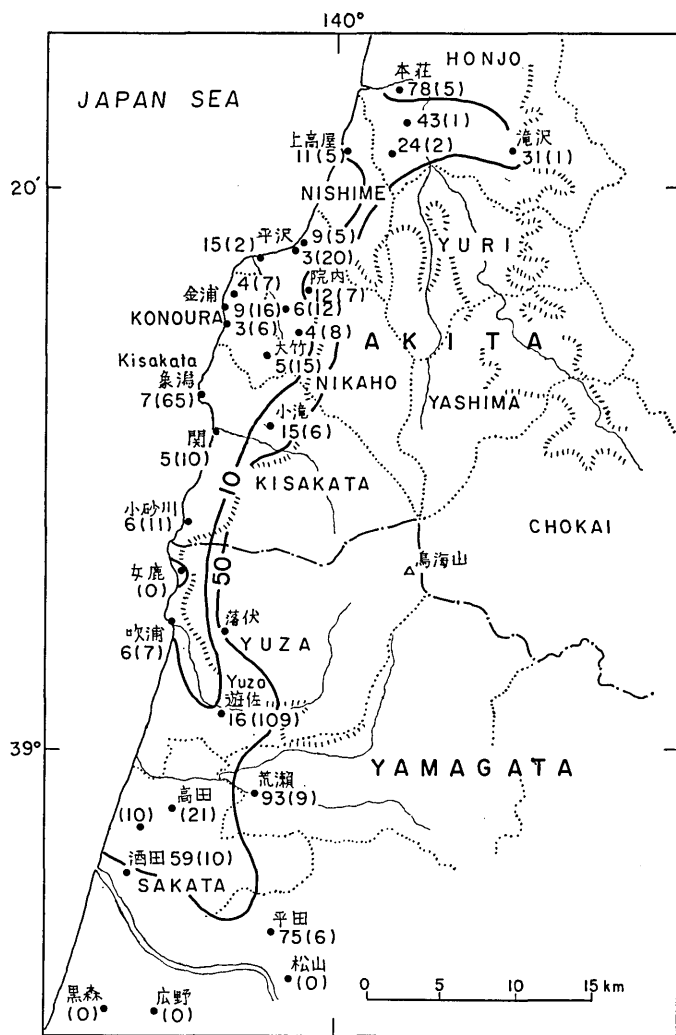 140°
HONJO
本荘
78(5)
JAPAN SEA
43(1)
上高屋
11(5)
24(2)
滝沢
31(1)
20'
NISHIME
9(5)
平沢
15(2)
3(20)
YURI
院内
12(7)
4(7)
金浦
9(16)
6(12)
KONOURA
3(6)
4(8)
AKITA
大竹
5(15)
Kisakata
象潟
7(65)
NIKAHO
YASHIMA
小滝
15(6)
関
5(10)
10
KISAKATA
小砂川
6(11)
CHOKAI
50
鳥海山
女鹿
(0)
落伏
吹浦
6(7)
YUZA
Yuza
遊佐
16(109)
39°
YAMAGATA
荒瀬
93(9)
高田
(21)
(10)
酒田 59(10)
SAKATA
平田
75(6)
松山
(0)
0 5 10 15 km
黒森
(0)
広野
(0)